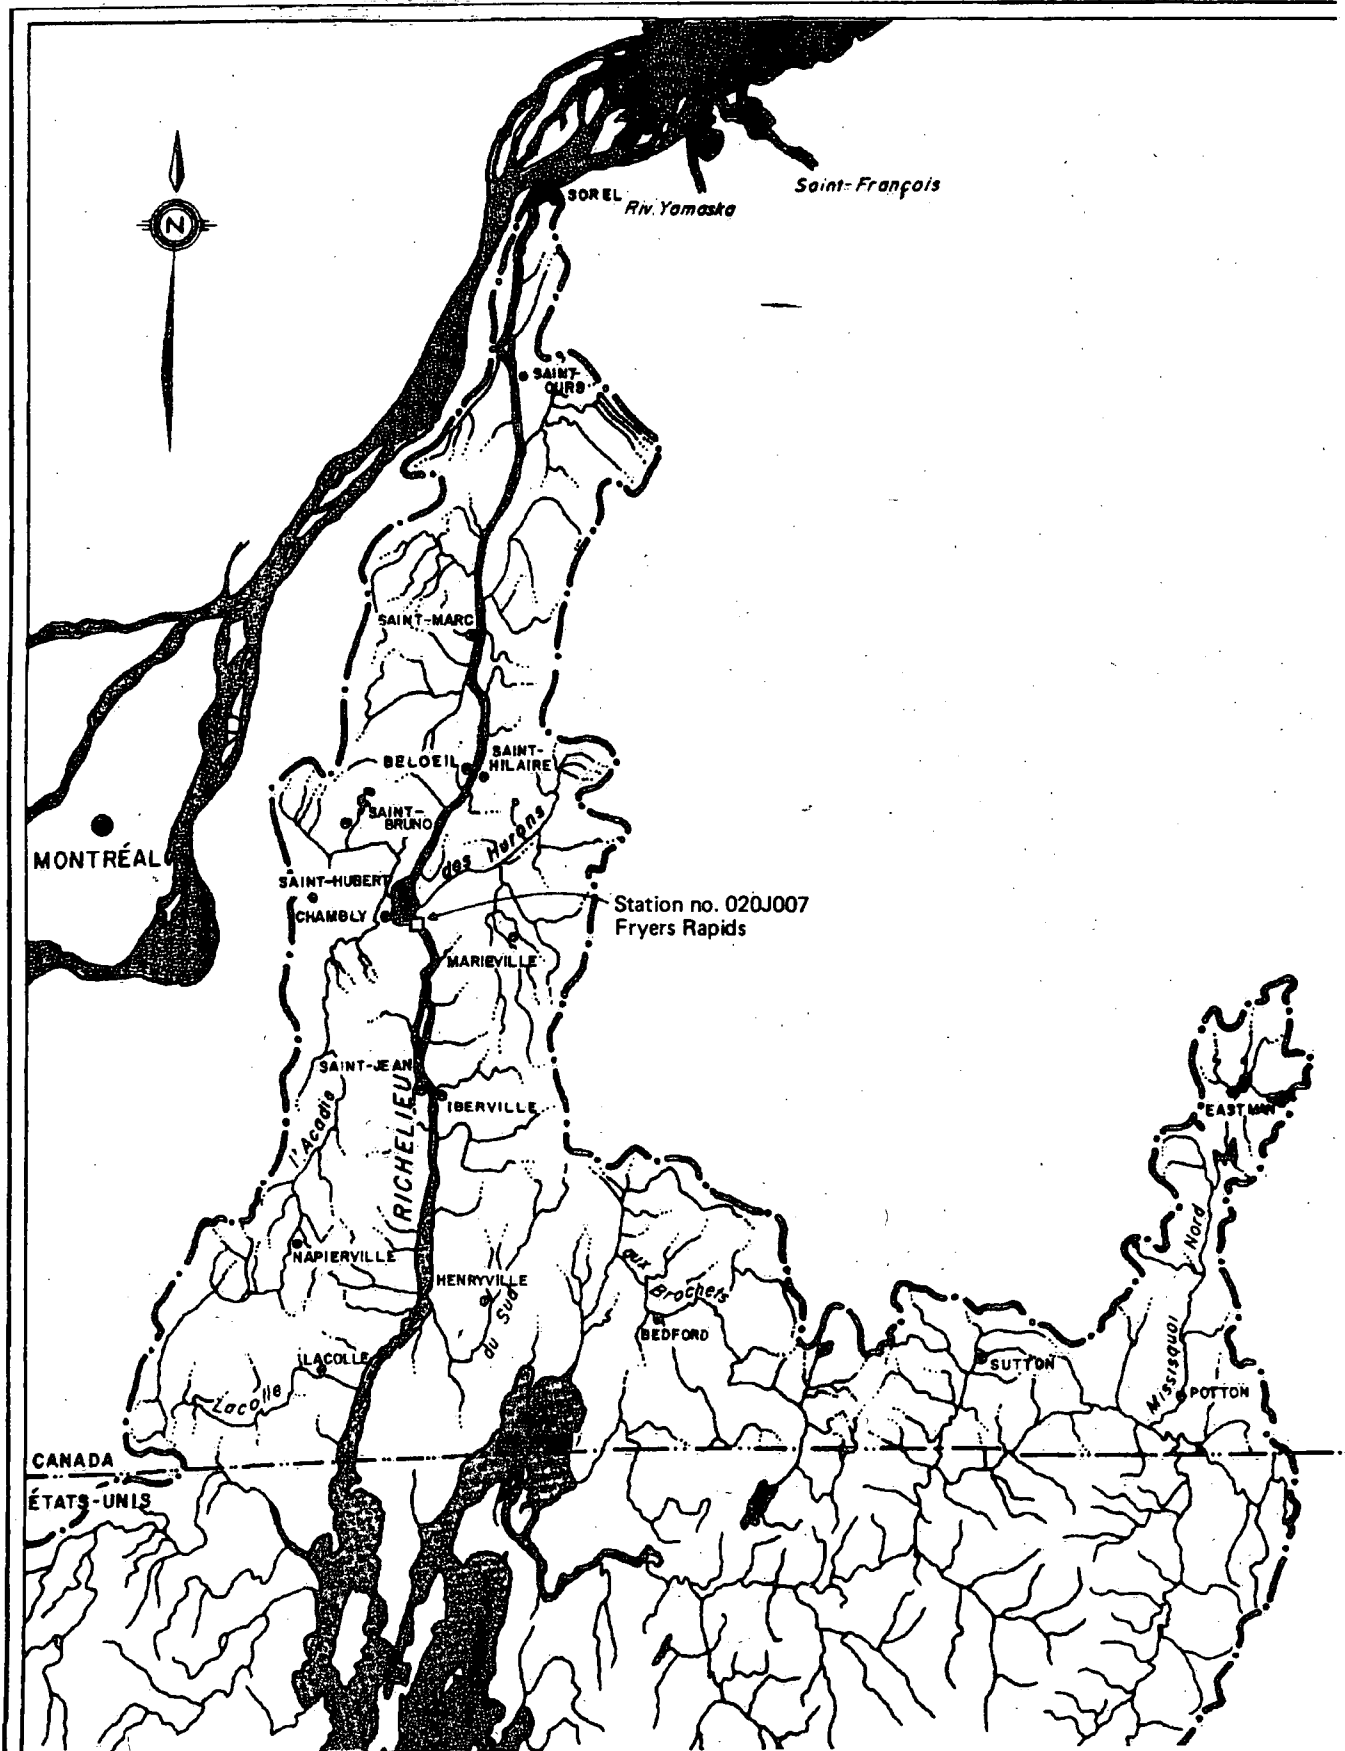 N
SOREL
Riv. Yamaska
Saint-François
SAINT-
OURS
SAINT-MARC
BELOEIL
SAINT-
HILAIRE
SAINT-
BRUNO
des Hurons
MONTRÉAL
SAINT-HUBERT
CHAMBLY
Station no. 020J007
Fryers Rapids
MARIEVILLE
SAINT-JEAN
IBERVILLE
EASTMAN
l'Acadie
RICHELIEU
Nord
NAPIERVILLE
HENRYVILLE
aux Brochets
du Sud
BEDFORD
LACOLLE
SUTTON
Missisquoi
POTTON
Lacolle
CANADA
ÉTATS-UNIS